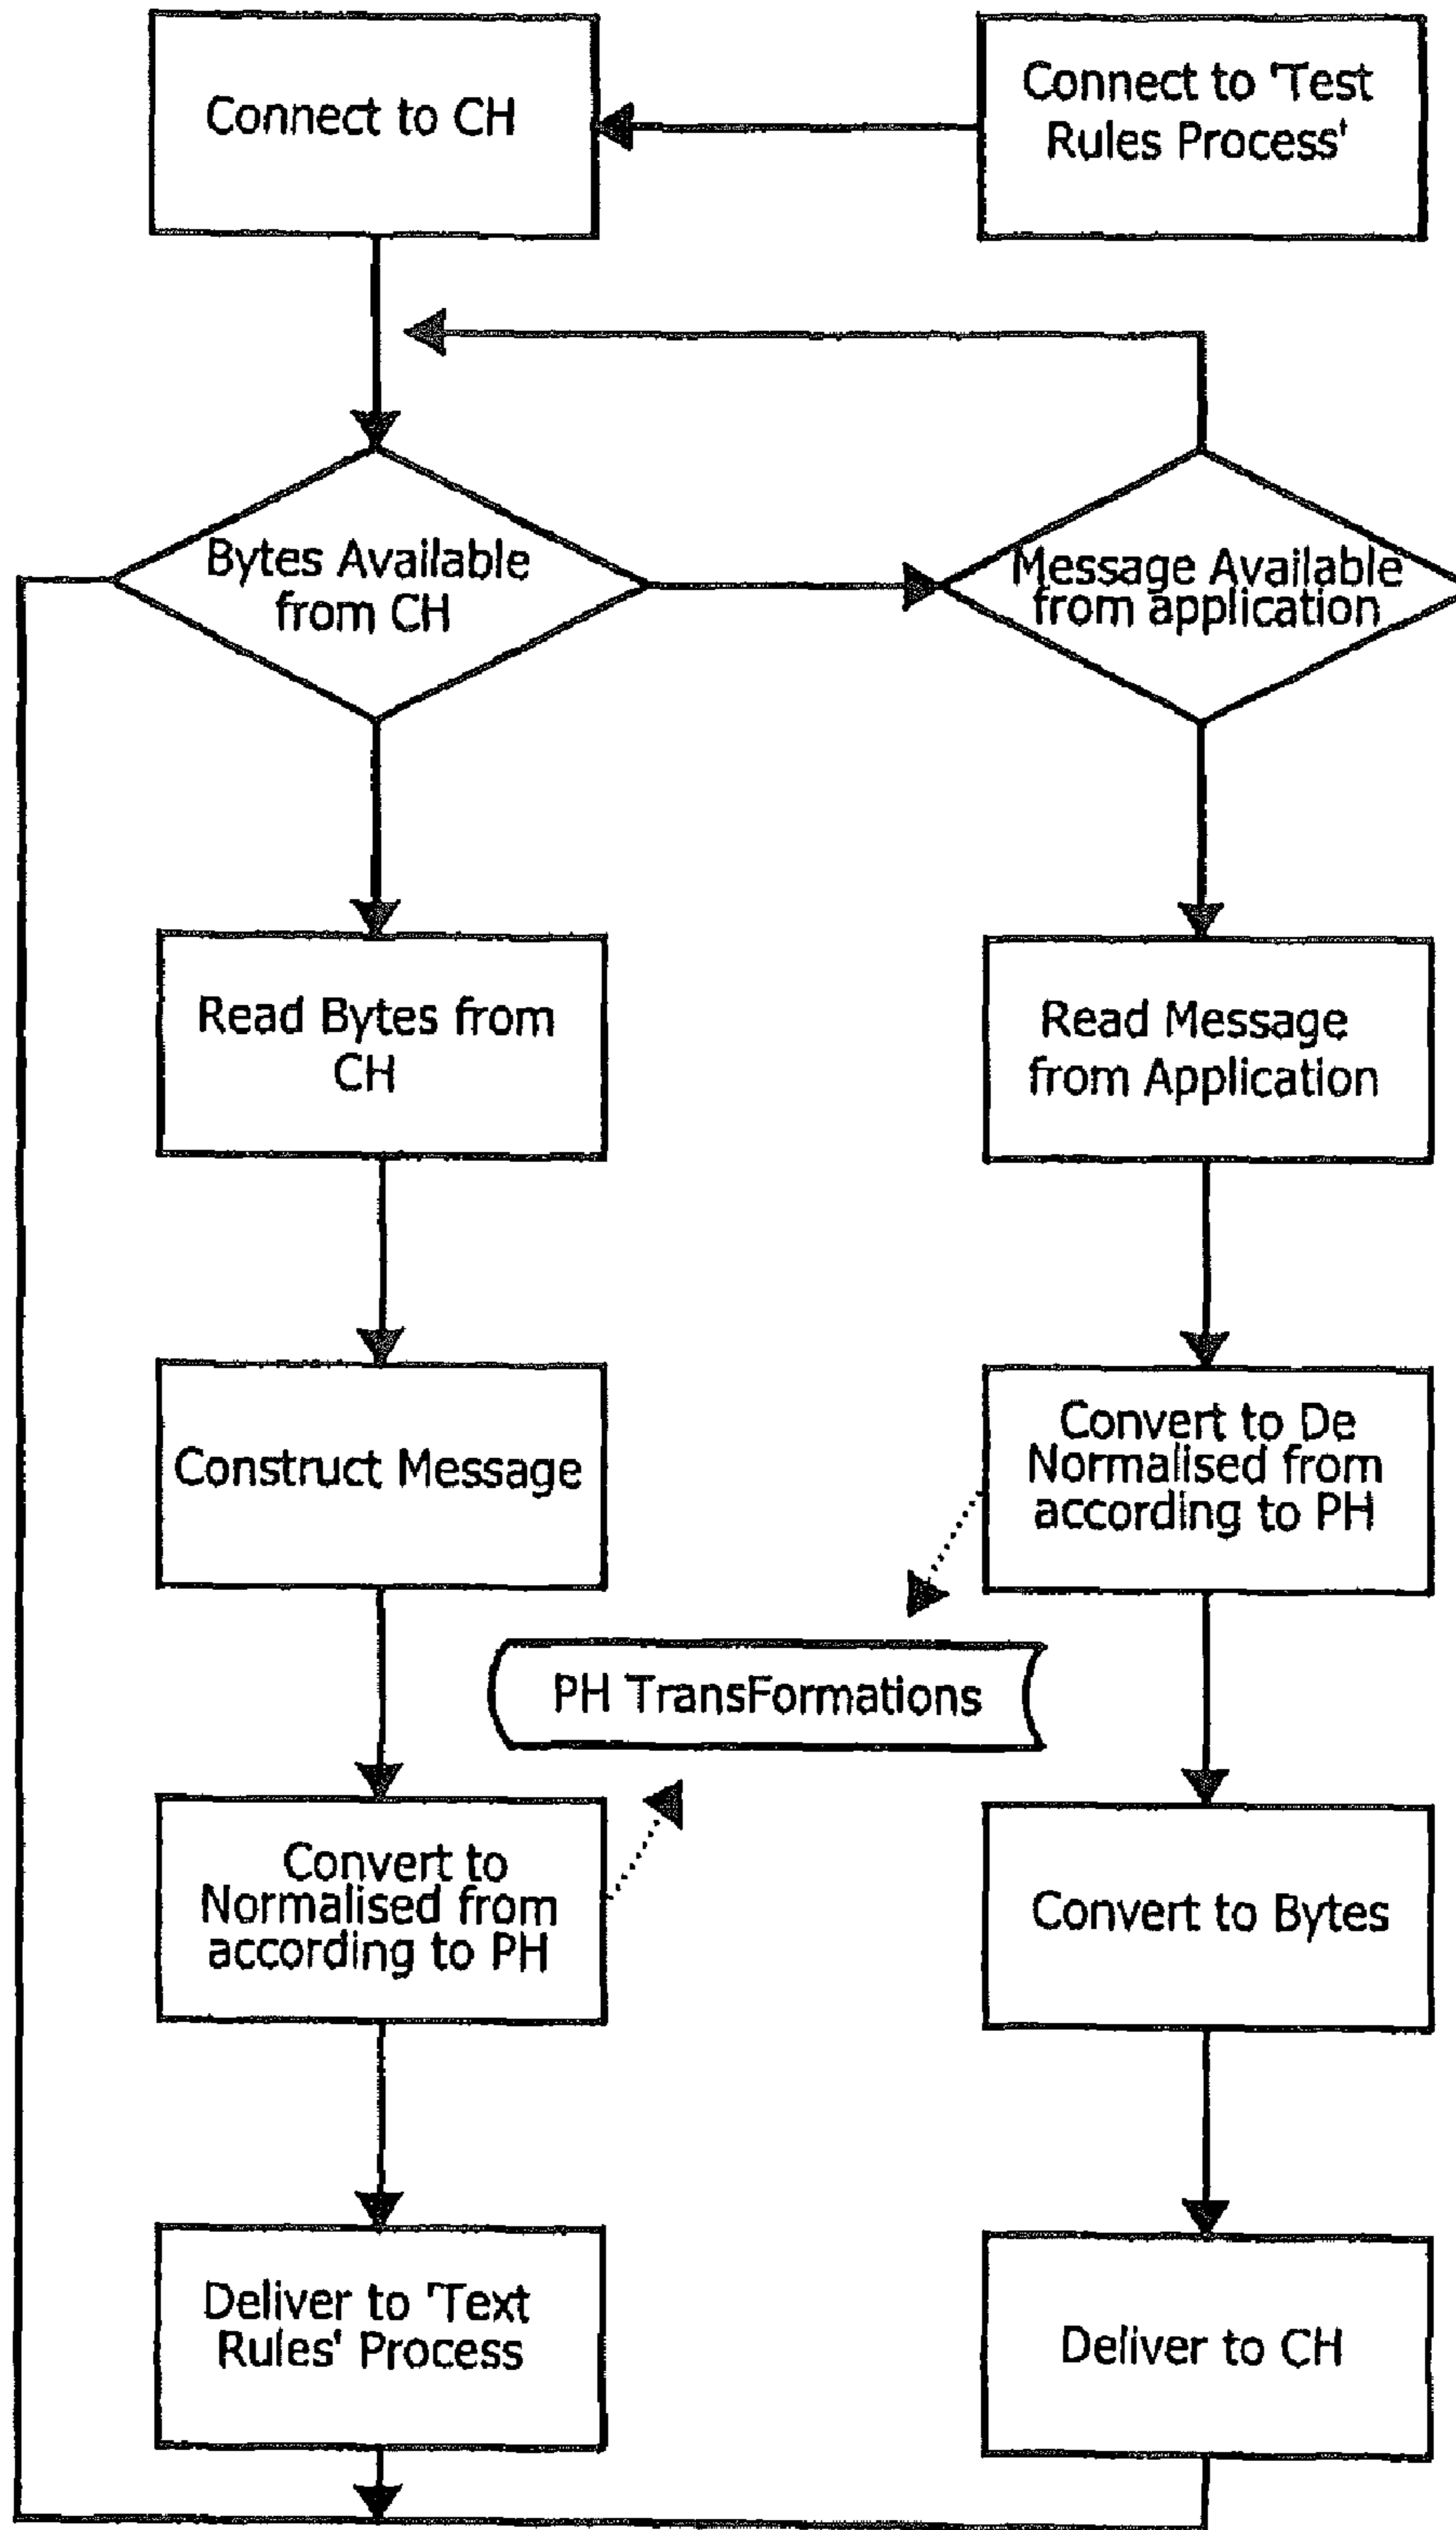 Connect to CH
Connect to 'Test
Rules Process'
Bytes Available
from CH
Message Available
from application
Read Bytes from
CH
Read Message
from Application
Construct Message
Convert to De
Normalised from
according to PH
PH TransFormations
Convert to
Normalised from
according to PH
Convert to Bytes
Deliver to 'Text
Rules' Process
Deliver to CH